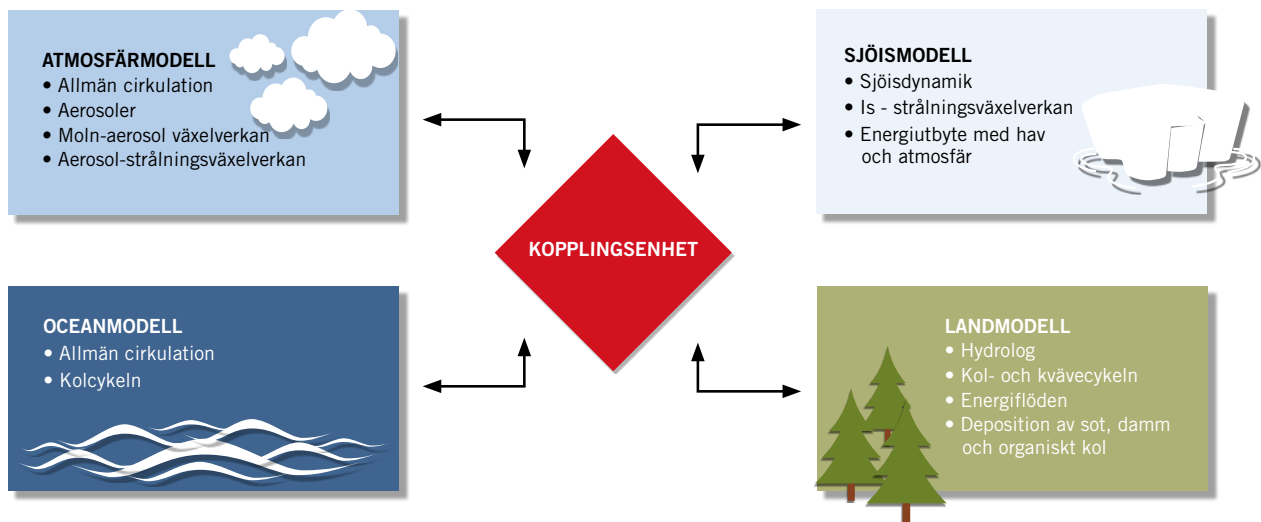 ATMOSFÄRMODELL
• Allmän cirkulation
• Aerosoler
• Moln-aerosol växelverkan
• Aerosol-strålningsväxelverkan
SJÖISMODELL
• Sjöisdynamik
• Is - strålningsväxelverkan
• Energiutbyte med hav
och atmosfär
KOPPLINGSENHET
OCEANMODELL
• Allmän cirkulation
• Kolcykeln
LANDMODELL
• Hydrolog
• Kol- och kvävecykeln
• Energiflöden
• Deposition av sot, damm
och organiskt kol